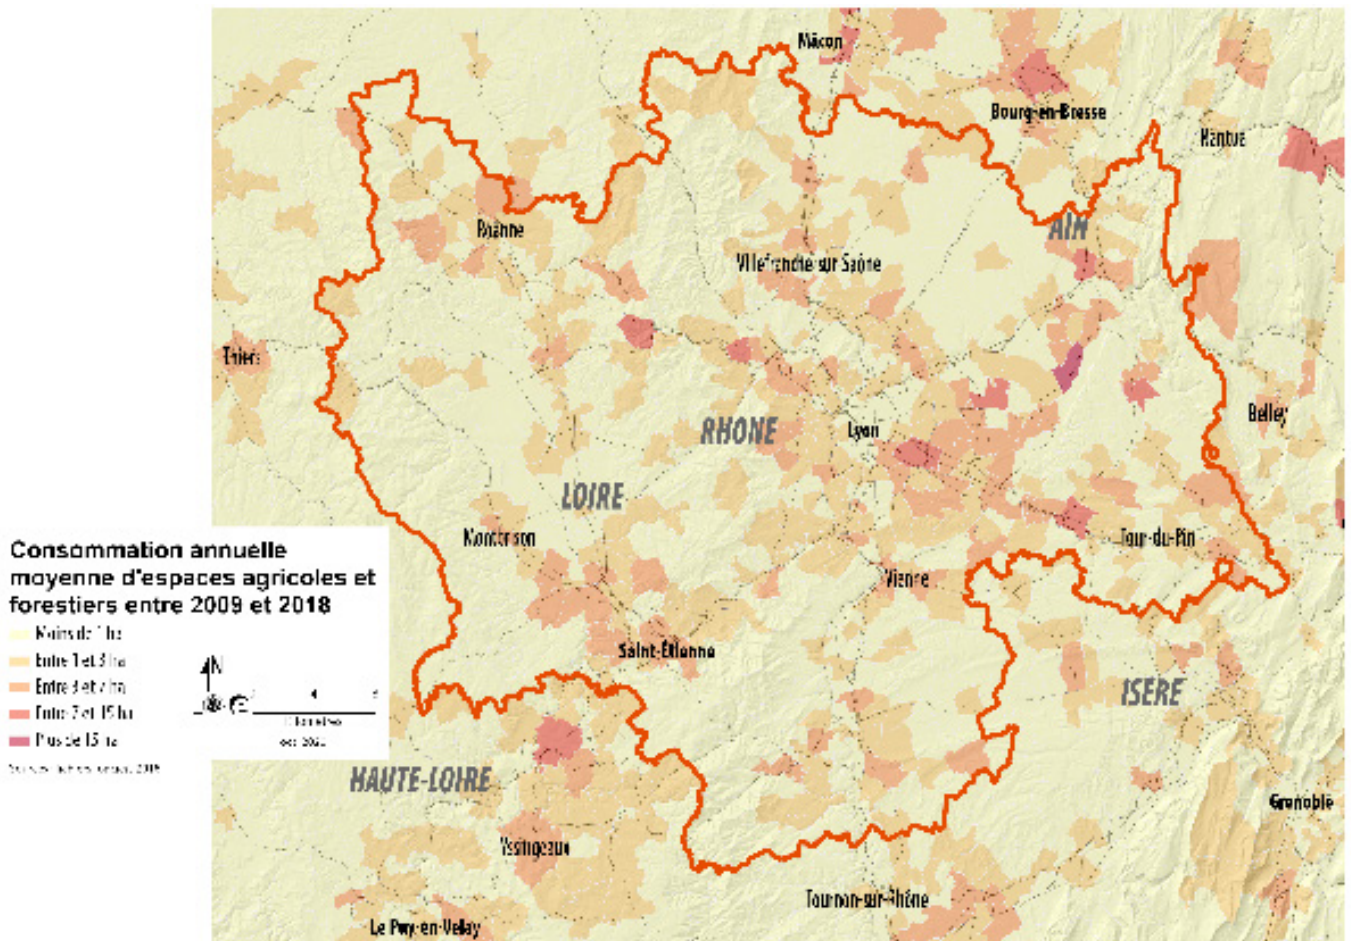 Mâcon
Bourg-en-Bresse
Nantua
Roanne
AIN
Villefranche-sur-Saône
Thiers
Belley
RHONE
Lyon
LOIRE
Montbrison
Tour-du-Pin
Consommation annuelle
moyenne d'espaces agricoles et
forestiers entre 2009 et 2018
Vienne
Moins de 1 ha
Entre 1 et 3 ha
Entre 3 et 7 ha
Entre 7 et 15 ha
Plus de 15 ha
N
Kilomètres
Saint-Étienne
ISERE
HAUTE-LOIRE
Grenoble
Yssingeaux
Tournon-sur-Rhône
Le Puy-en-Velay